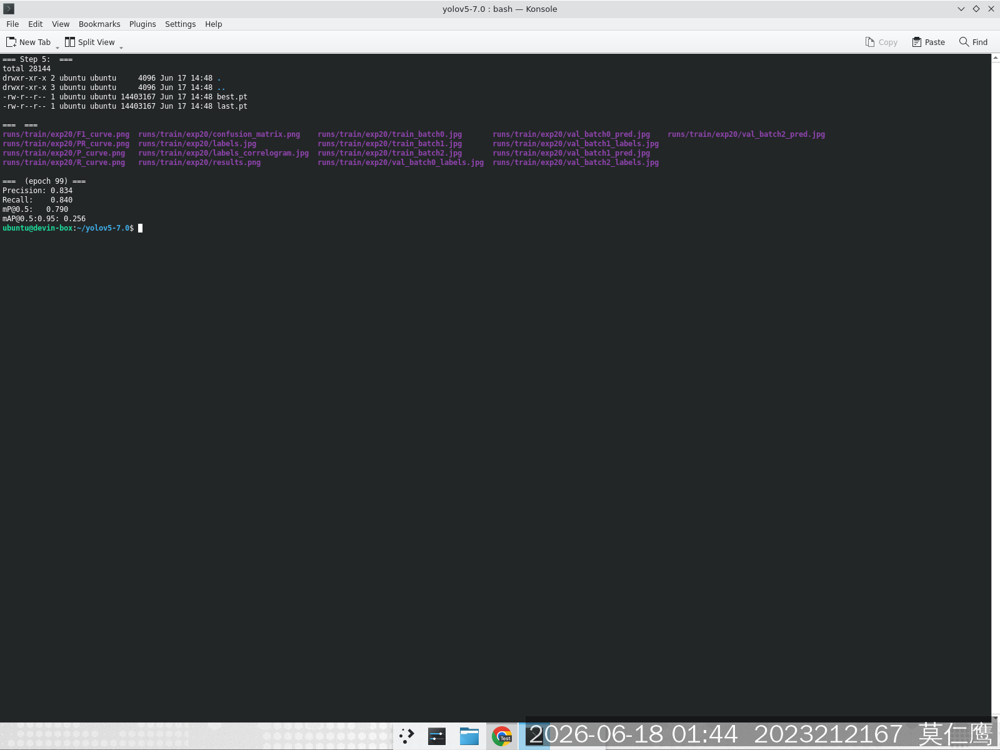 yolov5-7.0 : bash — Konsole
File Edit View Bookmarks Plugins Settings Help
New Tab Split View Copy Paste Find
=== Step 5:  ===
total 28144
drwxr-xr-x 2 ubuntu ubuntu     4096 Jun 17 14:48 .
drwxr-xr-x 3 ubuntu ubuntu     4096 Jun 17 14:48 ..
-rw-r--r-- 1 ubuntu ubuntu 14403167 Jun 17 14:48 best.pt
-rw-r--r-- 1 ubuntu ubuntu 14403167 Jun 17 14:48 last.pt
===  ===
runs/train/exp20/F1_curve.png  runs/train/exp20/confusion_matrix.png    runs/train/exp20/train_batch0.jpg       runs/train/exp20/val_batch0_pred.jpg    runs/train/exp20/val_batch2_pred.jpg
runs/train/exp20/PR_curve.png  runs/train/exp20/labels.jpg              runs/train/exp20/train_batch1.jpg       runs/train/exp20/val_batch1_labels.jpg
runs/train/exp20/P_curve.png   runs/train/exp20/labels_correlogram.jpg  runs/train/exp20/train_batch2.jpg       runs/train/exp20/val_batch1_pred.jpg
runs/train/exp20/R_curve.png   runs/train/exp20/results.png             runs/train/exp20/val_batch0_labels.jpg  runs/train/exp20/val_batch2_labels.jpg
===  (epoch 99) ===
Precision: 0.834
Recall:    0.840
mP@0.5:   0.790
mAP@0.5:0.95: 0.256
ubuntu@devin-box:~/yolov5-7.0$
Test
2026-06-18 01:44  2023212167  莫仁鹰